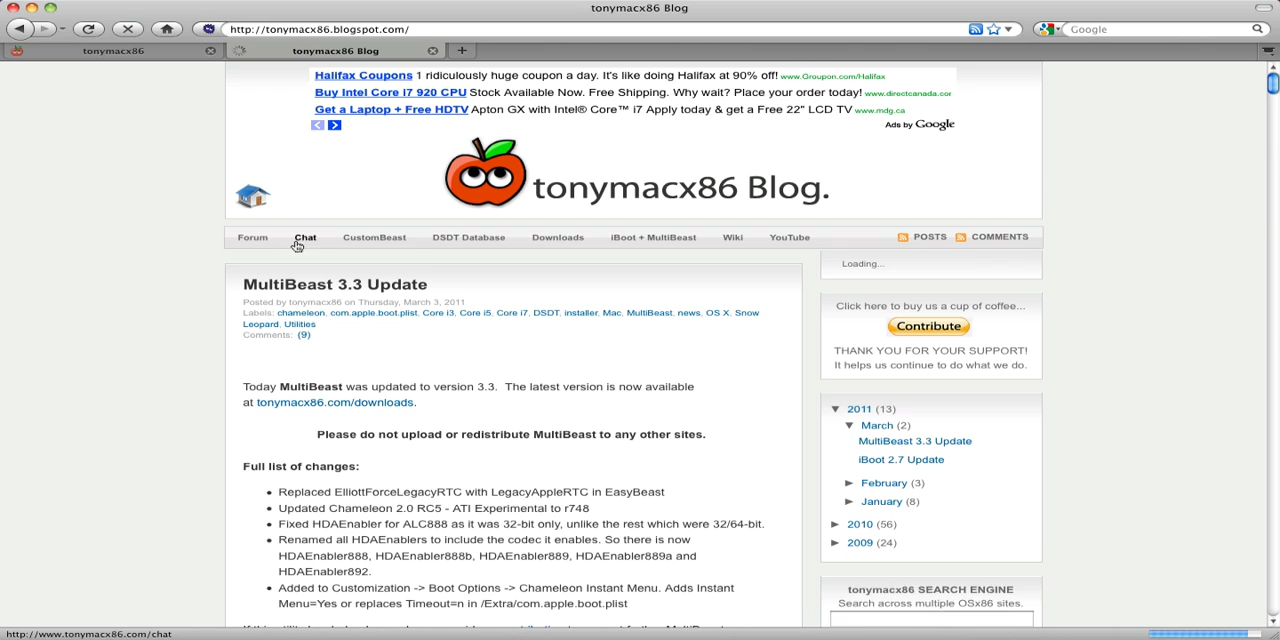 tonymacx86 Blog
http://tonymacx86.blogspot.com/
Google
tonymacx86
tonymacx86 Blog
Halifax Coupons 1 ridiculously huge coupon a day. It's like doing Halifax at 90% off! www.Groupon.com/Halifax
Buy Intel Core i7 920 CPU Stock Available Now. Free Shipping. Why wait? Place your order today! www.directcanada.cor
Get a Laptop + Free HDTV Apton GX with Intel® Core™ i7 Apply today & get a Free 22" LCD TV www.mdg.ca
Ads by Google
tonymacx86 Blog.
Forum Chat CustomBeast DSDT Database Downloads iBoot + MultiBeast Wiki YouTube POSTS COMMENTS
MultiBeast 3.3 Update
Posted by tonymacx86 on Thursday, March 3, 2011
Labels: chameleon, com.apple.boot.plist, Core i3, Core i5, Core i7, DSDT, installer, Mac, MultiBeast, news, OS X, Snow
Leopard, Utilities
Comments: (9)
Today MultiBeast was updated to version 3.3. The latest version is now available
at tonymacx86.com/downloads.
Please do not upload or redistribute MultiBeast to any other sites.
Full list of changes:
• Replaced ElliottForceLegacyRTC with LegacyAppleRTC in EasyBeast
• Updated Chameleon 2.0 RC5 - ATI Experimental to r748
• Fixed HDAEnabler for ALC888 as it was 32-bit only, unlike the rest which were 32/64-bit.
• Renamed all HDAEnablers to include the codec it enables. So there is now
HDAEnabler888, HDAEnabler888b, HDAEnabler889, HDAEnabler889a and
HDAEnabler892.
• Added to Customization -> Boot Options -> Chameleon Instant Menu. Adds Instant
Menu=Yes or replaces Timeout=n in /Extra/com.apple.boot.plist
Loading...
Click here to buy us a cup of coffee...
Contribute
THANK YOU FOR YOUR SUPPORT!
It helps us continue to do what we do.
▼ 2011 (13)
▼ March (2)
MultiBeast 3.3 Update
iBoot 2.7 Update
► February (3)
► January (8)
► 2010 (56)
► 2009 (24)
tonymacx86 SEARCH ENGINE
Search across multiple OSx86 sites.
http://www.tonymacx86.com/chat